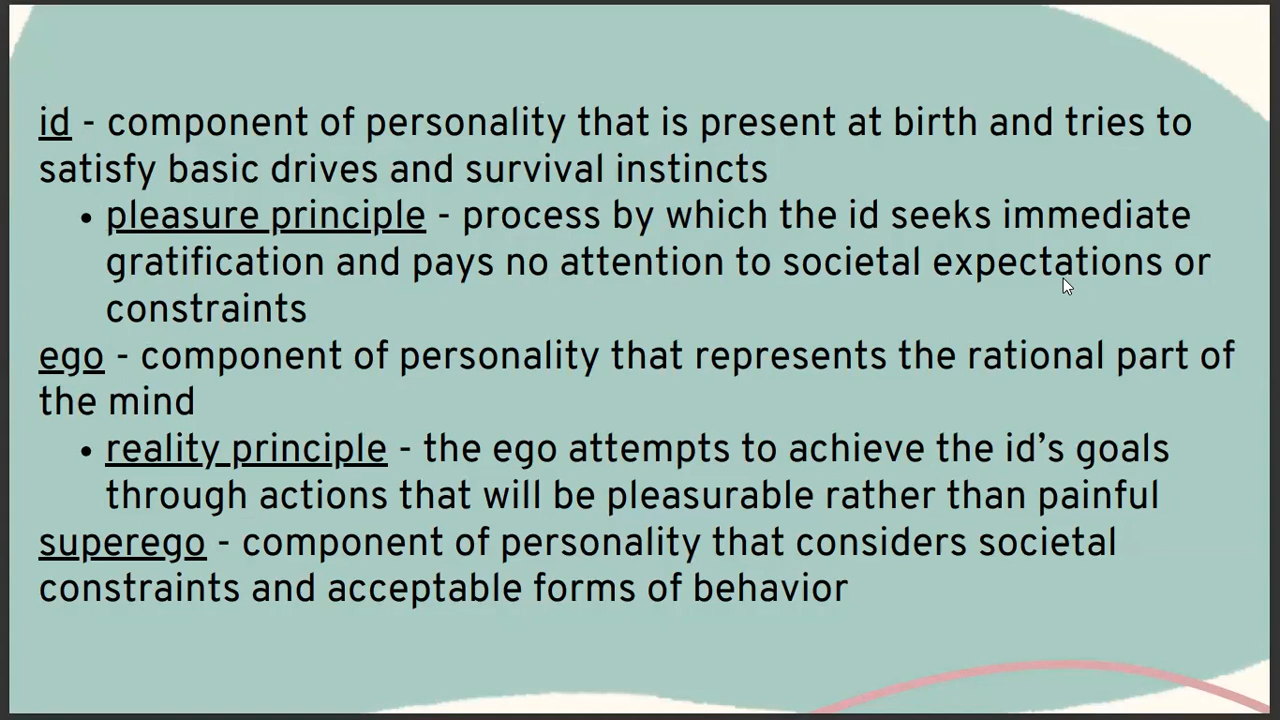 id - component of personality that is present at birth and tries to
satisfy basic drives and survival instincts
• pleasure principle - process by which the id seeks immediate
gratification and pays no attention to societal expectations or
constraints
ego - component of personality that represents the rational part of
the mind
• reality principle - the ego attempts to achieve the id’s goals
through actions that will be pleasurable rather than painful
superego - component of personality that considers societal
constraints and acceptable forms of behavior